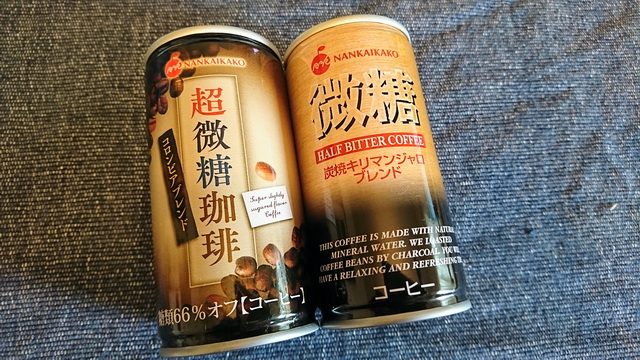 NANKAIKAKO
超微糖珈琲
コロンビアブレンド
Super slightly
sugared flavor
Coffee
糖類66%オフ【コーヒー】
NANKAIKAKO
微糖
HALF BITTER COFFEE
炭焼キリマンジャロ
ブレンド
THIS COFFEE IS MADE WITH
MINERAL WATER. WE ROASTED
COFFEE BEANS BY CHARCOAL.
HAVE A RELAXING AND
コーヒー